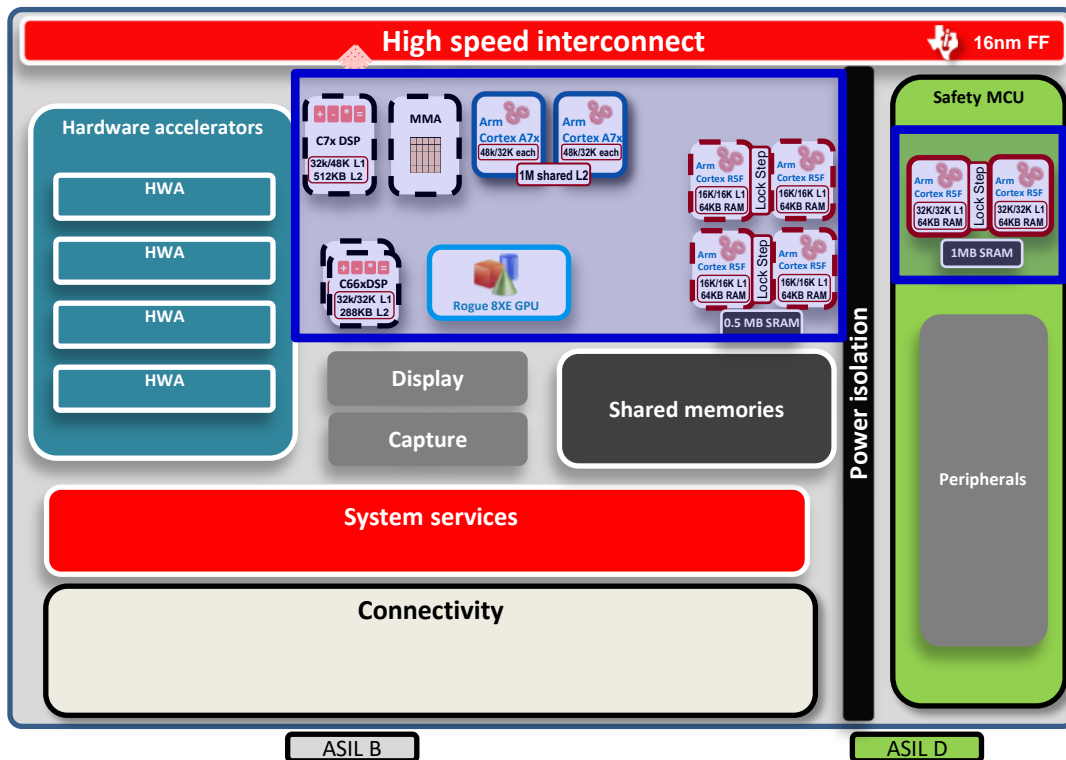 High speed interconnect
16nm FF
Hardware accelerators
HWA
HWA
HWA
HWA
+ - * =
C7x DSP
32k/48K L1
512KB L2
MMA
Arm
Cortex A7x
48k/32K each
Arm
Cortex A7x
48k/32K each
1M shared L2
+ - * =
C66xDSP
32k/32K L1
288KB L2
Rogue 8XE GPU
Arm
Cortex R5F
16K/16K L1
64KB RAM
Lock Step
Arm
Cortex R5F
16K/16K L1
64KB RAM
Arm
Cortex R5F
16K/16K L1
64KB RAM
Lock Step
Arm
Cortex R5F
16K/16K L1
64KB RAM
0.5 MB SRAM
Display
Capture
Shared memories
System services
Connectivity
Power isolation
Safety MCU
Arm
Cortex R5F
32K/32K L1
64KB RAM
Lock Step
Arm
Cortex R5F
32K/32K L1
64KB RAM
1MB SRAM
Peripherals
ASIL B
ASIL D